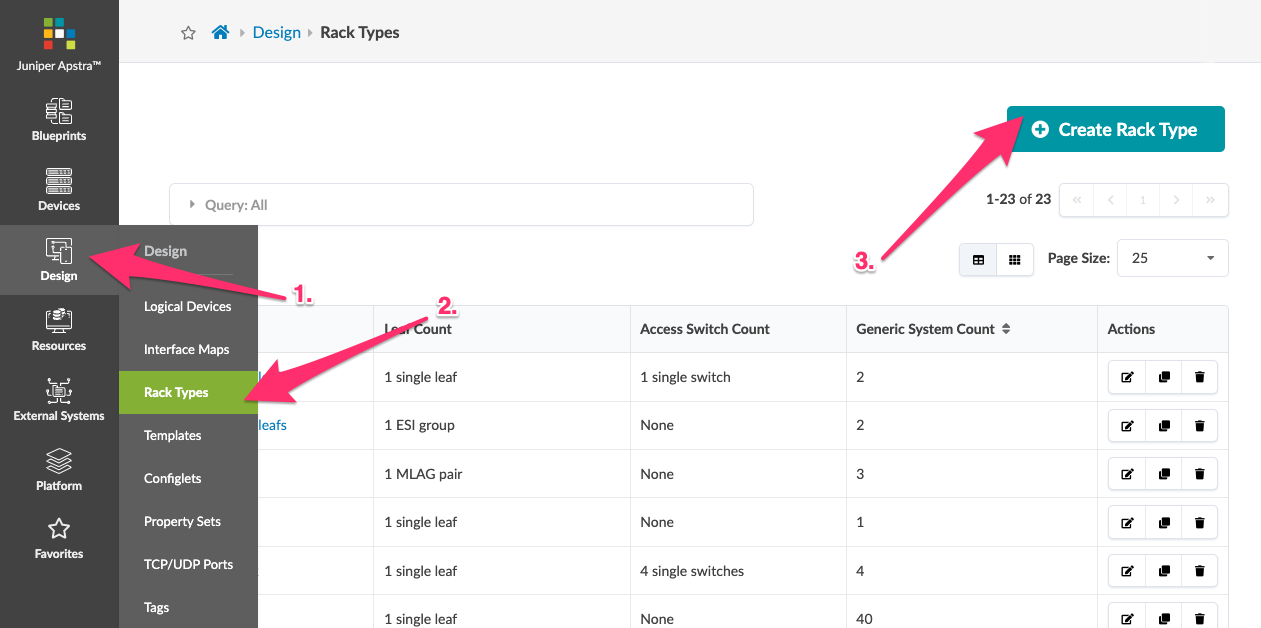 Juniper Apstra™
Design
Rack Types
Blueprints
Create Rack Type
3.
Devices
Query: All
1-23 of 23
1
Design
Design
Page Size:
25
1.
2.
Logical Devices
Leaf Count
Access Switch Count
Generic System Count
Actions
Resources
Interface Maps
Rack Types
1 single leaf
1 single switch
2
External Systems
Templates
leafs
1 ESI group
None
2
Platform
Configlets
1 MLAG pair
None
3
Favorites
Property Sets
1 single leaf
None
1
TCP/UDP Ports
1 single leaf
4 single switches
4
Tags
1 single leaf
None
40